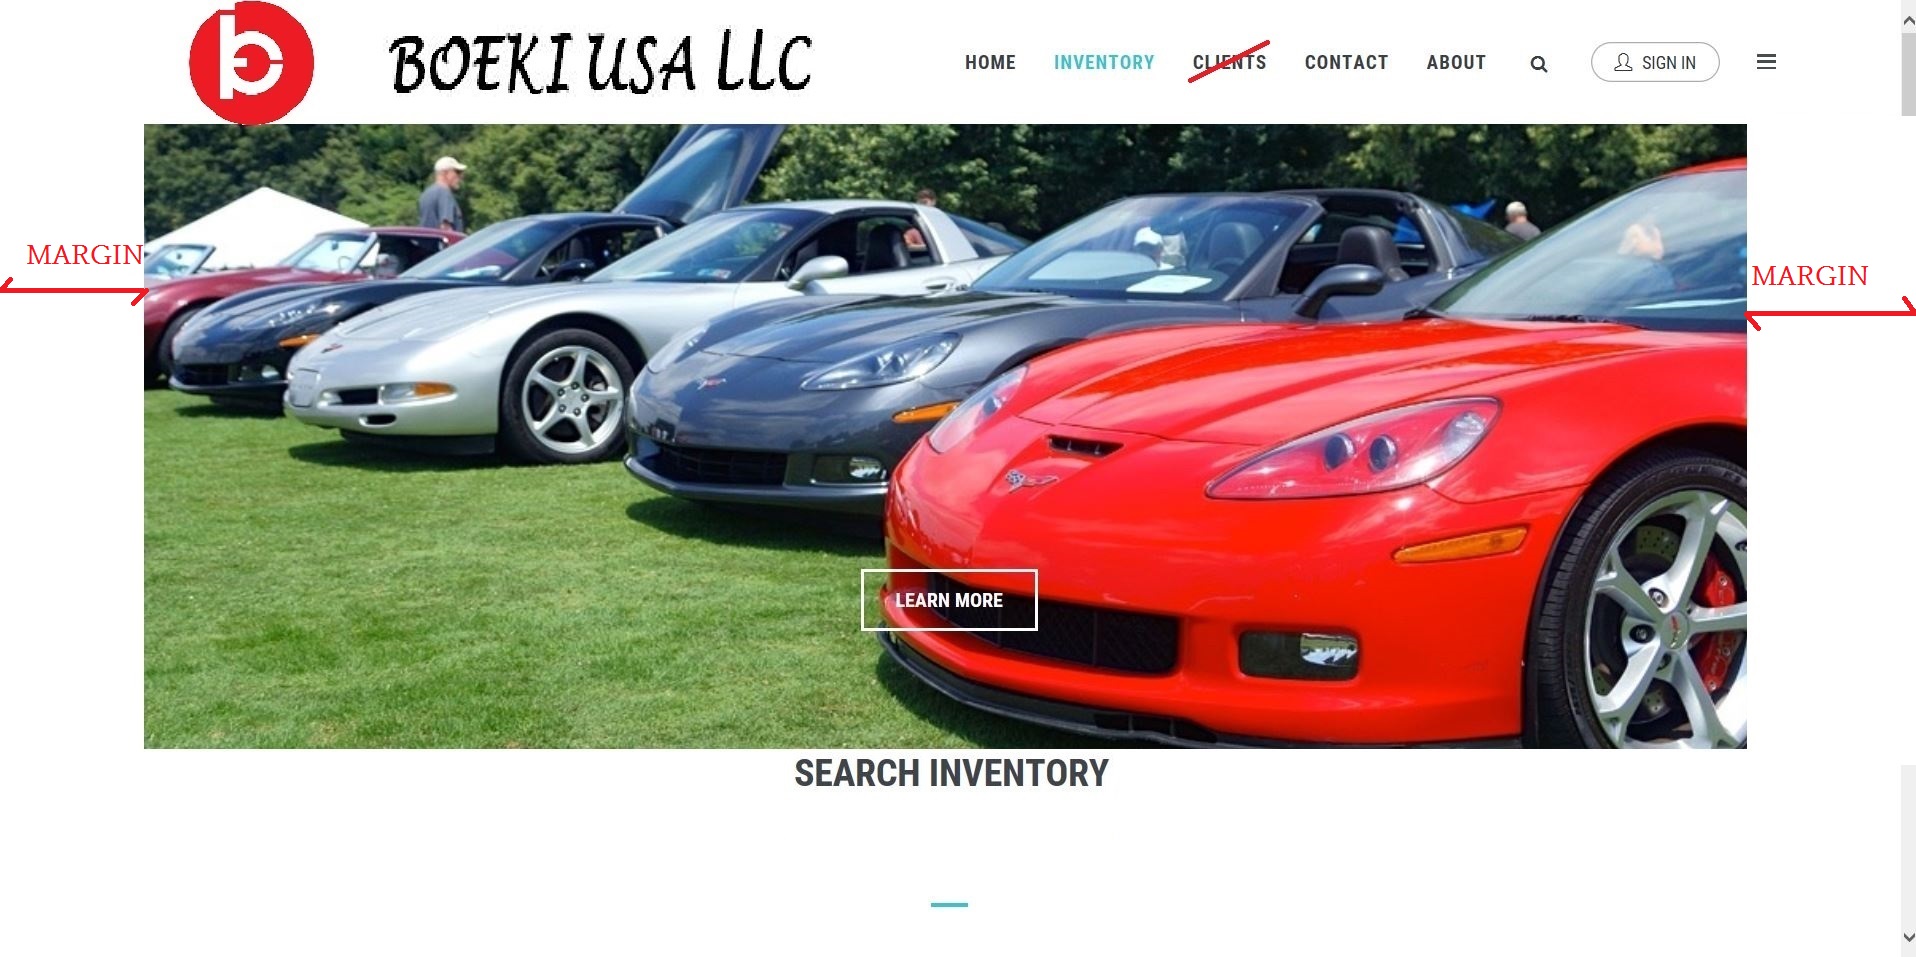 BOEKI USA LLC
HOME INVENTORY CLIENTS CONTACT ABOUT SIGN IN
MARGIN
MARGIN
LEARN MORE
SEARCH INVENTORY